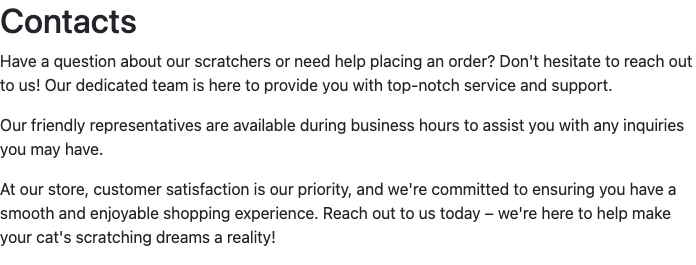 Contacts
Have a question about our scratchers or need help placing an order? Don't hesitate to reach out
to us! Our dedicated team is here to provide you with top-notch service and support.
Our friendly representatives are available during business hours to assist you with any inquiries
you may have.
At our store, customer satisfaction is our priority, and we're committed to ensuring you have a
smooth and enjoyable shopping experience. Reach out to us today – we're here to help make
your cat's scratching dreams a reality!